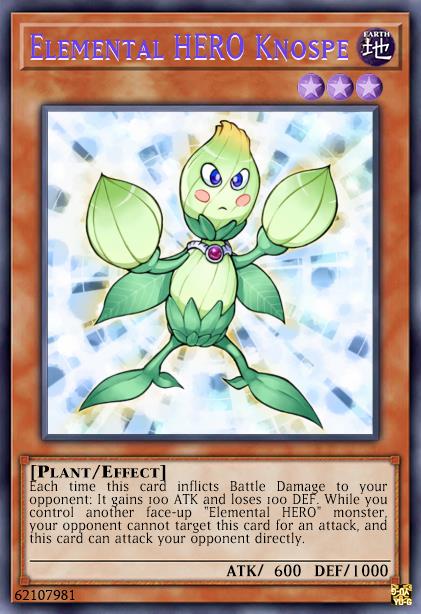 Elemental HERO Knospe
EARTH
地
[Plant/Effect]
Each time this card inflicts Battle Damage to your
opponent: It gains 100 ATK and loses 100 DEF. While you
control another face-up "Elemental HERO" monster,
your opponent cannot target this card for an attack, and
this card can attack your opponent directly.
ATK/ 600 DEF/1000
62107981